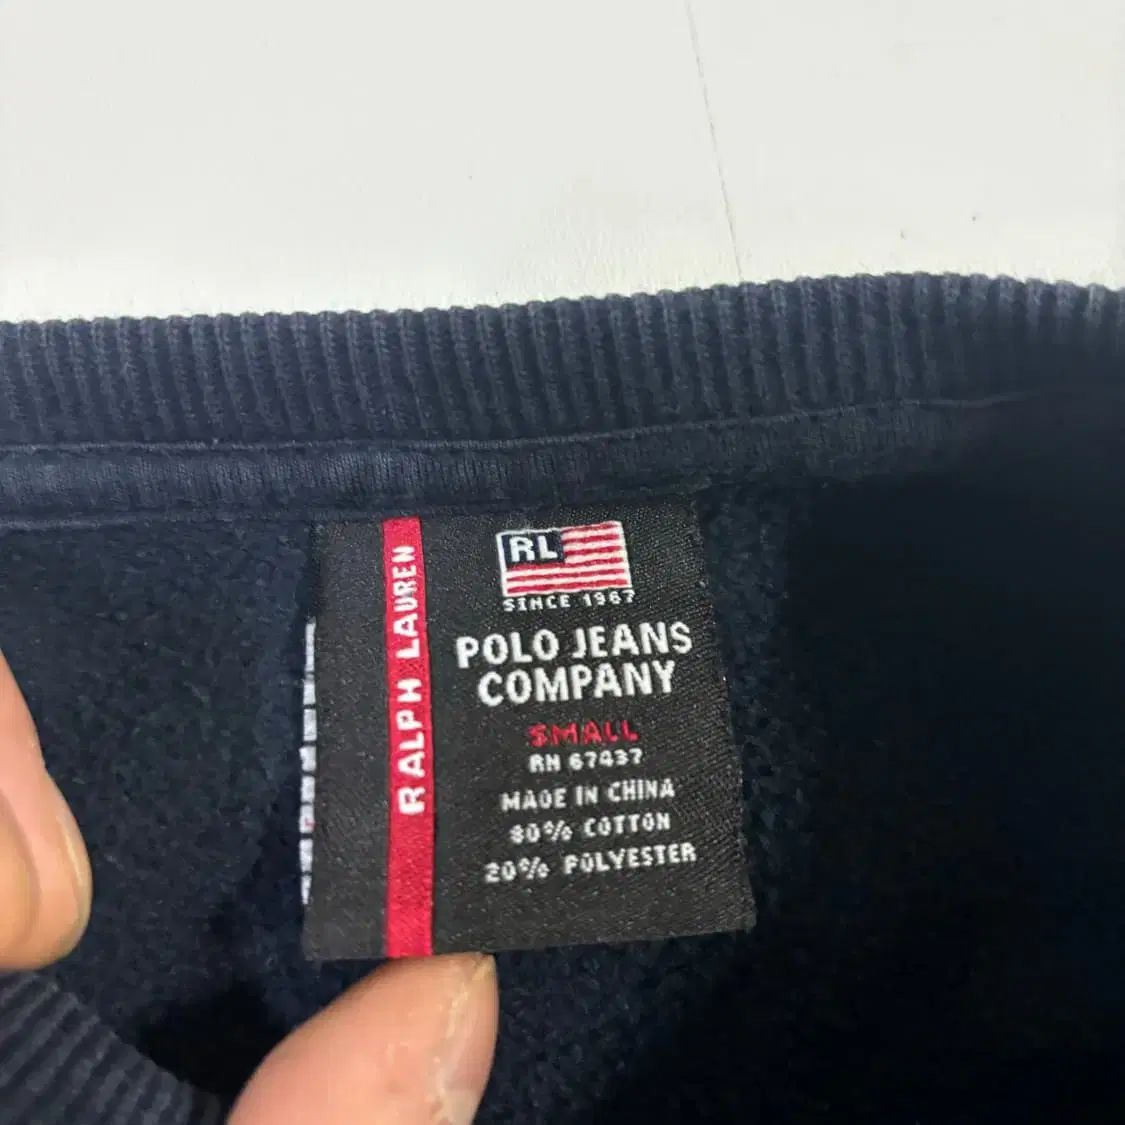 RALPH LAUREN
RL
SINCE 1967
POLO JEANS
COMPANY
SMALL
RN 67437
MADE IN CHINA
80% COTTON
20% POLYESTER